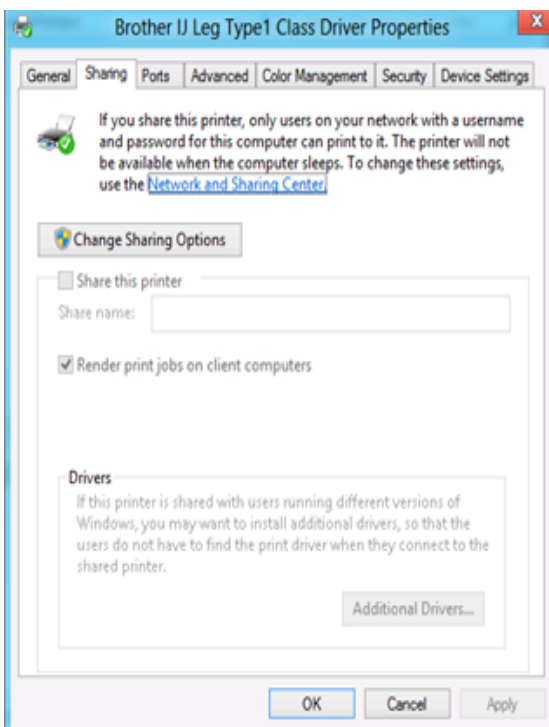 Brother IJ Leg Type1 Class Driver Properties
X
General Sharing Ports Advanced Color Management Security Device Settings
If you share this printer, only users on your network with a username
and password for this computer can print to it. The printer will not
be available when the computer sleeps. To change these settings,
use the Network and Sharing Center.
Change Sharing Options
Share this printer
Share name:
Render print jobs on client computers
Drivers
If this printer is shared with users running different versions of
Windows, you may want to install additional drivers, so that the
users do not have to find the print driver when they connect to the
shared printer.
Additional Drivers...
OK Cancel Apply